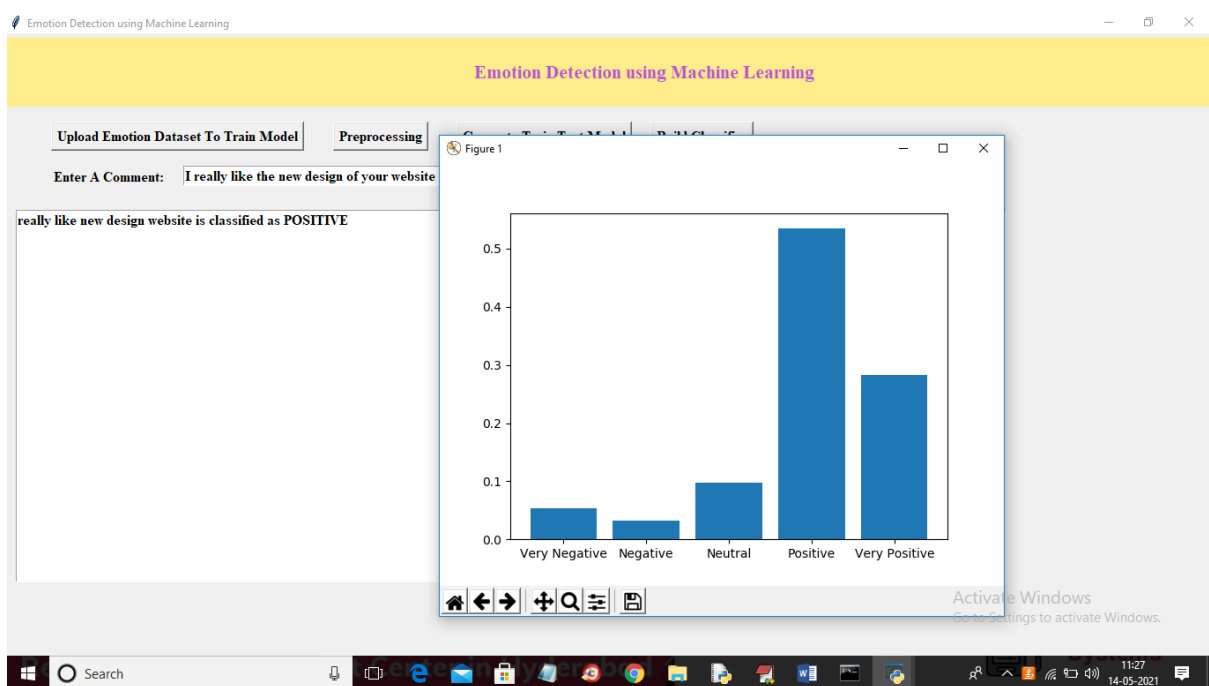 Emotion Detection using Machine Learning
Emotion Detection using Machine Learning
Upload Emotion Dataset To Train Model Preprocessing
Figure 1
Enter A Comment: I really like the new design of your website
really like new design website is classified as POSITIVE
0.5
0.4
0.3
0.2
0.1
0.0
Very Negative Negative Neutral Positive Very Positive
Activate Windows
Go to Settings to activate Windows.
Search
11:27
14-05-2021